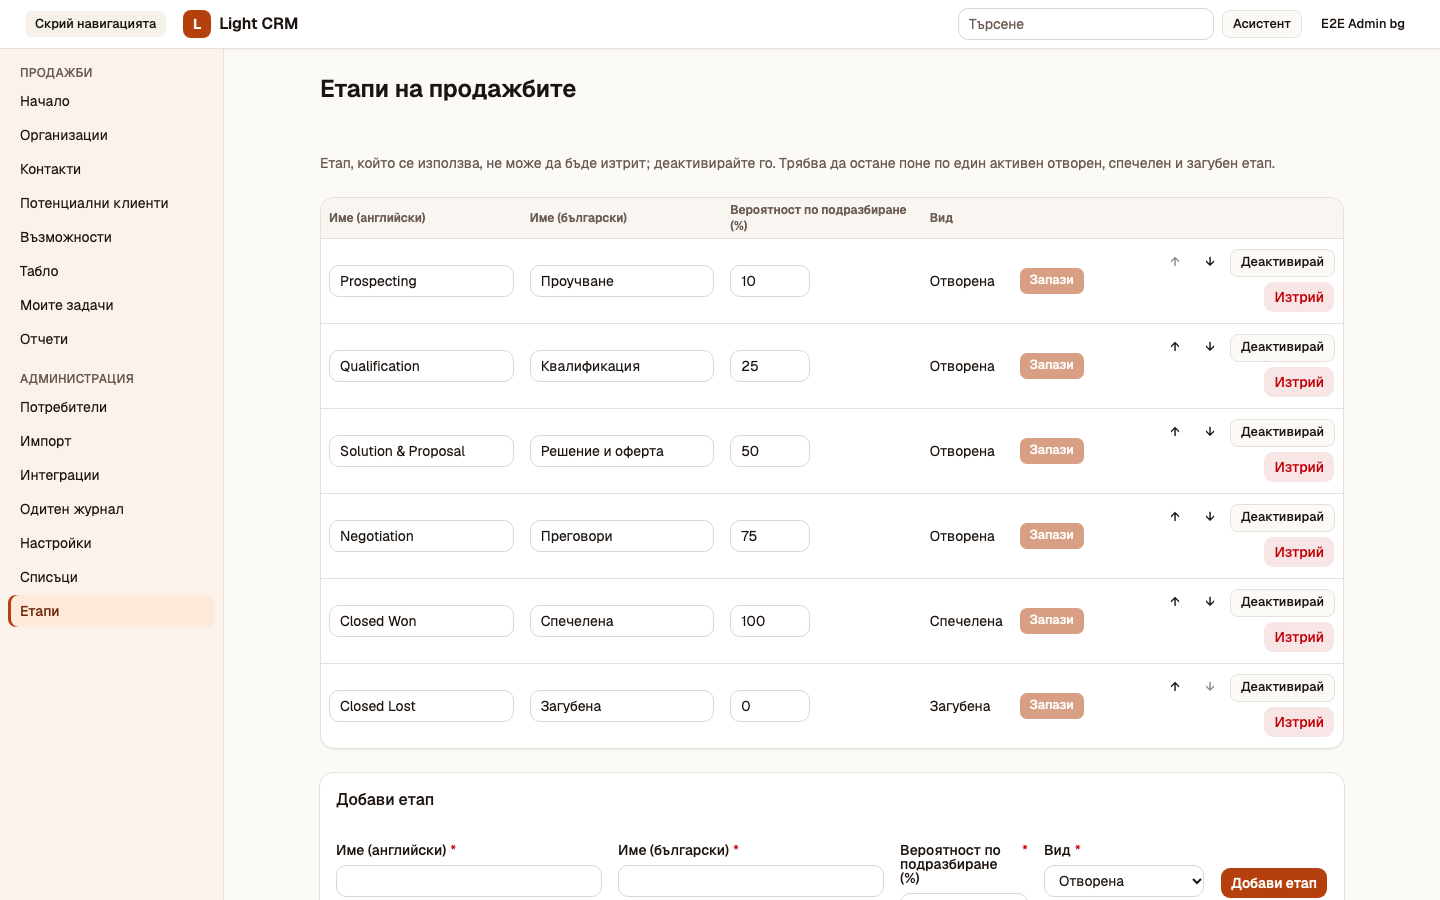 Скрий навигацията
L
Light CRM
Търсене
Асистент
E2E Admin bg
ПРОДАЖБИ
Начало
Организации
Контакти
Потенциални клиенти
Възможности
Табло
Моите задачи
Отчети
АДМИНИСТРАЦИЯ
Потребители
Импорт
Интеграции
Одитен журнал
Настройки
Списъци
Етапи
Етапи на продажбите
Етап, който се използва, не може да бъде изтрит; деактивирайте го. Трябва да остане поне по един активен отворен, спечелен и загубен етап.
Име (английски)
Име (български)
Вероятност по подразбиране
(%)
Вид
Prospecting
Проучване
10
Отворена
Запази
↑
↓
Деактивирай
Изтрий
Qualification
Квалификация
25
Отворена
Запази
↑
↓
Деактивирай
Изтрий
Solution & Proposal
Решение и оферта
50
Отворена
Запази
↑
↓
Деактивирай
Изтрий
Negotiation
Преговори
75
Отворена
Запази
↑
↓
Деактивирай
Изтрий
Closed Won
Спечелена
100
Спечелена
Запази
↑
↓
Деактивирай
Изтрий
Closed Lost
Загубена
0
Загубена
Запази
↑
↓
Деактивирай
Изтрий
Добави етап
Име (английски) *
Име (български) *
Вероятност по *
подразбиране
(%)
Вид *
Отворена
Добави етап